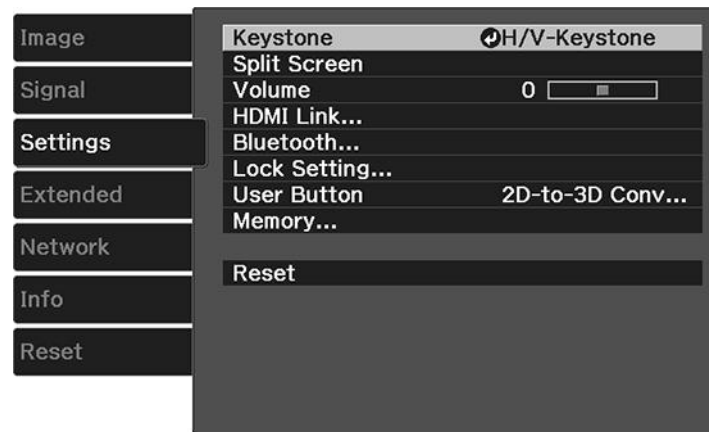 Image
Signal
Settings
Extended
Network
Info
Reset
Keystone H/V-Keystone
Split Screen
Volume 0
HDMI Link...
Bluetooth...
Lock Setting...
User Button 2D-to-3D Conv...
Memory...
Reset